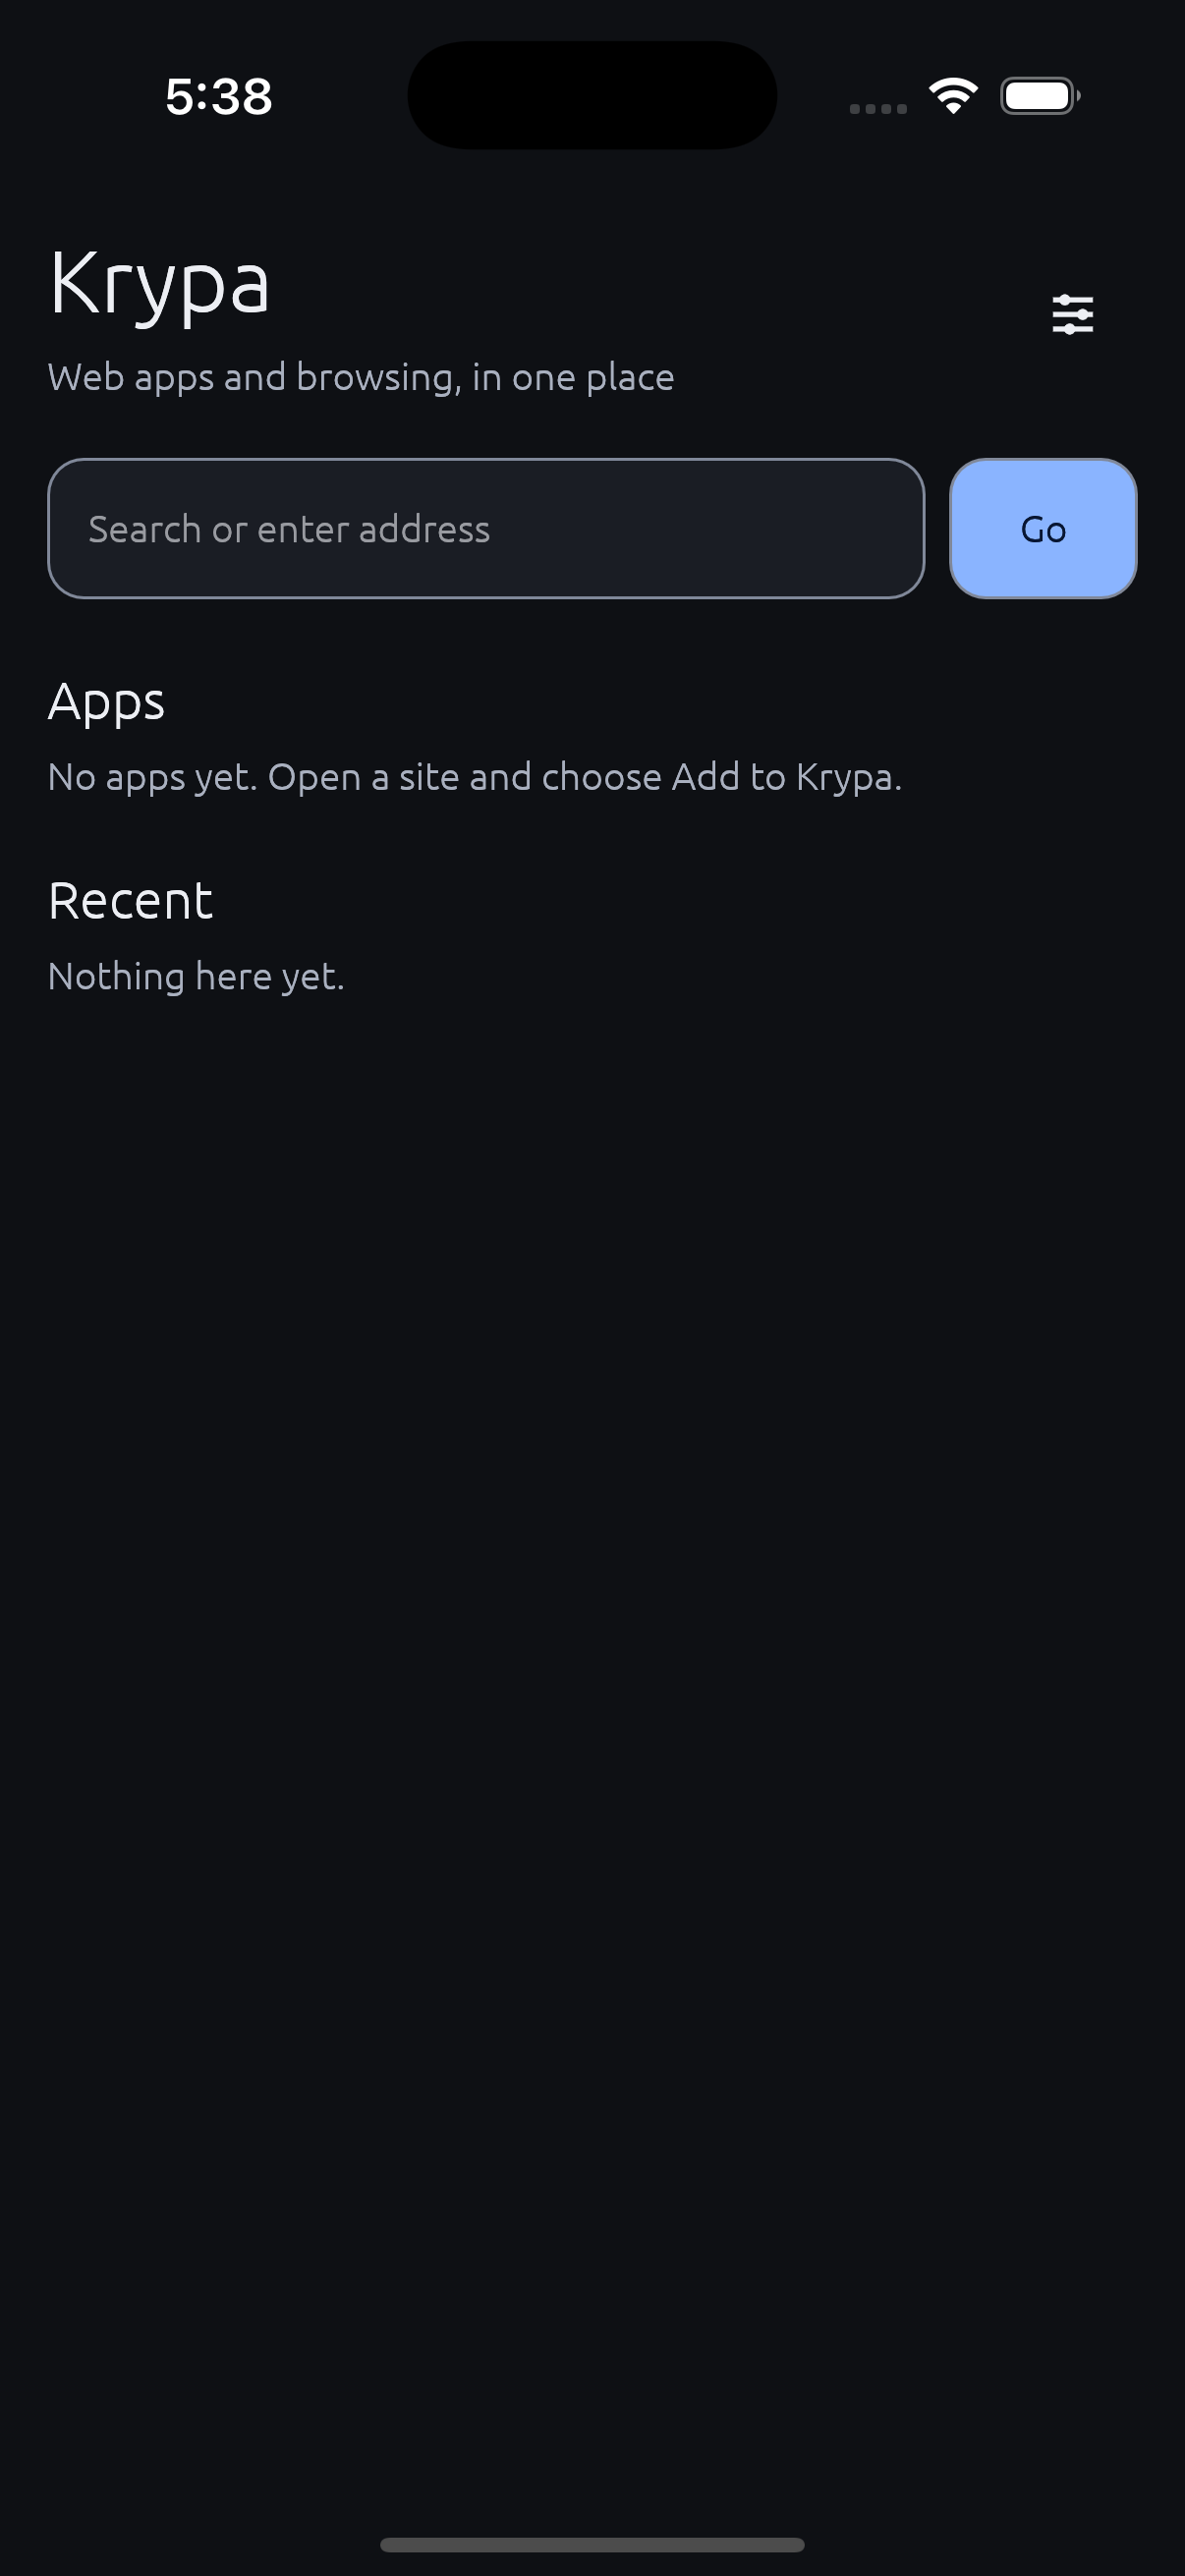 5:38
Krypa
Web apps and browsing, in one place
Search or enter address
Go
Apps
No apps yet. Open a site and choose Add to Krypa.
Recent
Nothing here yet.